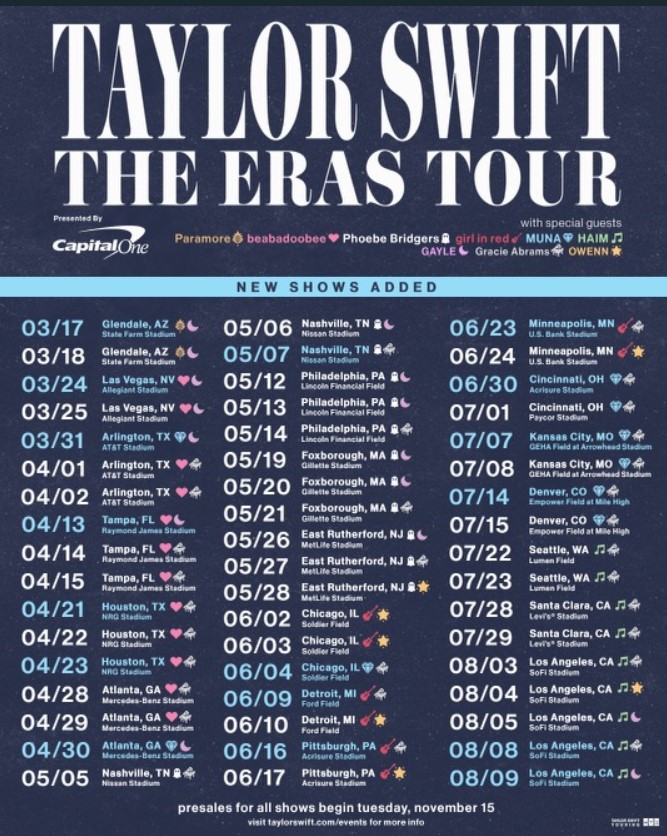 TAYLOR SWIFT
THE ERAS TOUR
Presented By
Capital One
with special guests
Paramore beabadoobee Phoebe Bridgers girl in red MUNA HAIM
GAYLE Gracie Abrams OWENN
NEW SHOWS ADDED
03/17 Glendale, AZ
State Farm Stadium
03/18 Glendale, AZ
State Farm Stadium
03/24 Las Vegas, NV
Allegiant Stadium
03/25 Las Vegas, NV
Allegiant Stadium
03/31 Arlington, TX
AT&T Stadium
04/01 Arlington, TX
AT&T Stadium
04/02 Arlington, TX
AT&T Stadium
04/13 Tampa, FL
Raymond James Stadium
04/14 Tampa, FL
Raymond James Stadium
04/15 Tampa, FL
Raymond James Stadium
04/21 Houston, TX
NRG Stadium
04/22 Houston, TX
NRG Stadium
04/23 Houston, TX
NRG Stadium
04/28 Atlanta, GA
Mercedes-Benz Stadium
04/29 Atlanta, GA
Mercedes-Benz Stadium
04/30 Atlanta, GA
Mercedes-Benz Stadium
05/05 Nashville, TN
Nissan Stadium
05/06 Nashville, TN
Nissan Stadium
05/07 Nashville, TN
Nissan Stadium
05/12 Philadelphia, PA
Lincoln Financial Field
05/13 Philadelphia, PA
Lincoln Financial Field
05/14 Philadelphia, PA
Lincoln Financial Field
05/19 Foxborough, MA
Gillette Stadium
05/20 Foxborough, MA
Gillette Stadium
05/21 Foxborough, MA
Gillette Stadium
05/26 East Rutherford, NJ
MetLife Stadium
05/27 East Rutherford, NJ
MetLife Stadium
05/28 East Rutherford, NJ
MetLife Stadium
06/02 Chicago, IL
Soldier Field
06/03 Chicago, IL
Soldier Field
06/04 Chicago, IL
Soldier Field
06/09 Detroit, MI
Ford Field
06/10 Detroit, MI
Ford Field
06/16 Pittsburgh, PA
Acrisure Stadium
06/17 Pittsburgh, PA
Acrisure Stadium
06/23 Minneapolis, MN
U.S. Bank Stadium
06/24 Minneapolis, MN
U.S. Bank Stadium
06/30 Cincinnati, OH
Acrisure Stadium
07/01 Cincinnati, OH
Paycor Stadium
07/07 Kansas City, MO
GEHA Field at Arrowhead Stadium
07/08 Kansas City, MO
GEHA Field at Arrowhead Stadium
07/14 Denver, CO
Empower Field at Mile High
07/15 Denver, CO
Empower Field at Mile High
07/22 Seattle, WA
Lumen Field
07/23 Seattle, WA
Lumen Field
07/28 Santa Clara, CA
Levi's® Stadium
07/29 Santa Clara, CA
Levi's® Stadium
08/03 Los Angeles, CA
SoFi Stadium
08/04 Los Angeles, CA
SoFi Stadium
08/05 Los Angeles, CA
SoFi Stadium
08/08 Los Angeles, CA
SoFi Stadium
08/09 Los Angeles, CA
SoFi Stadium
presales for all shows begin tuesday, november 15
visit taylorswift.com/events for more info
TAYLOR SWIFT
TOURING